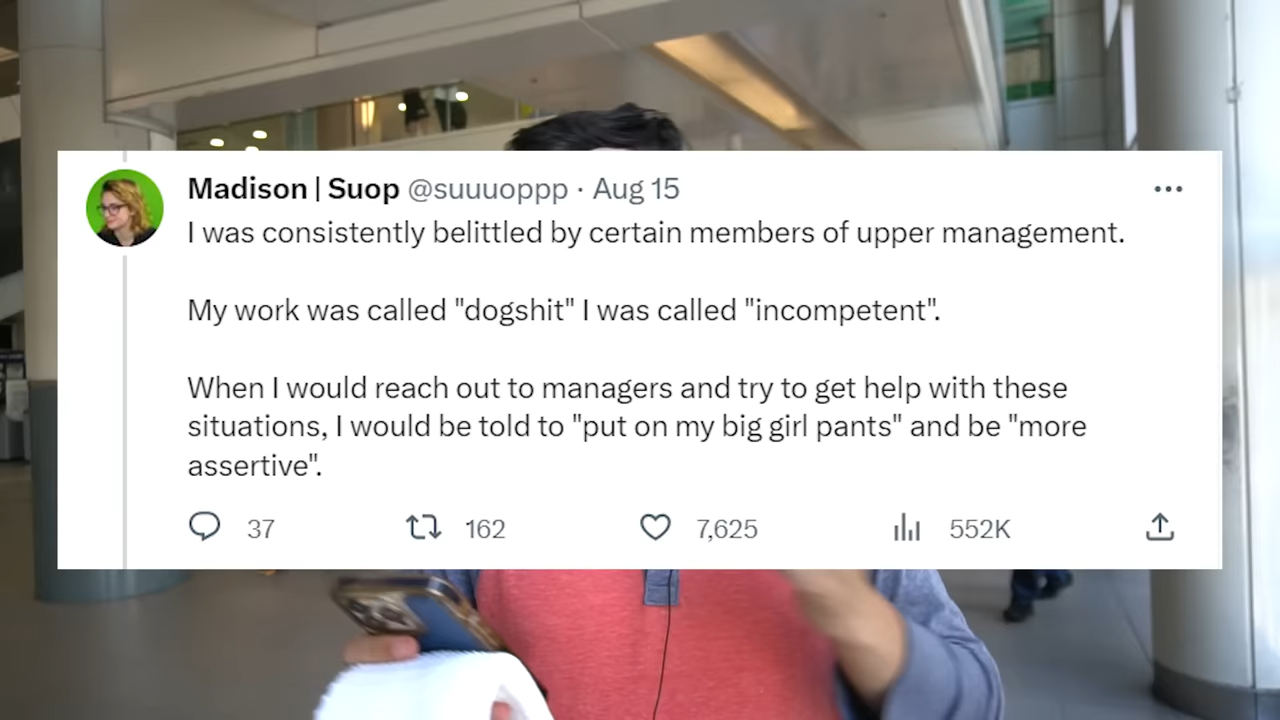 Madison | Suop @suuuoppp · Aug 15
I was consistently belittled by certain members of upper management.
My work was called "dogshit" I was called "incompetent".
When I would reach out to managers and try to get help with these
situations, I would be told to "put on my big girl pants" and be "more
assertive".
37 162 7,625 552K